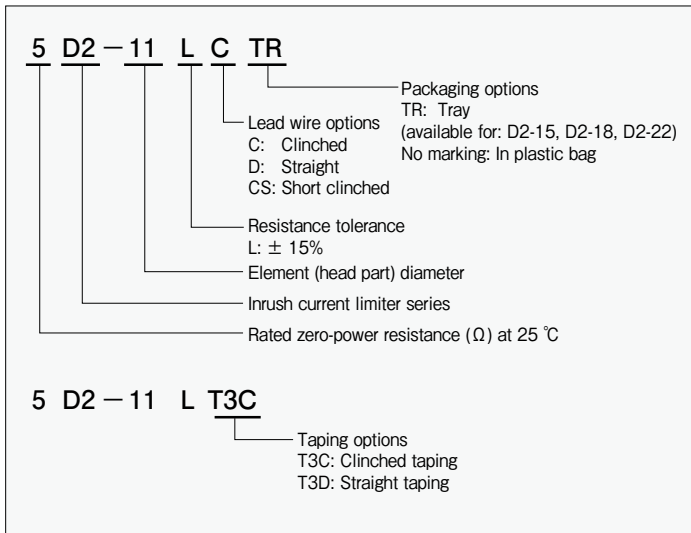 5 D2－11 L C TR
Packaging options
TR: Tray
(available for: D2-15, D2-18, D2-22)
No marking: In plastic bag
Lead wire options
C: Clinched
D: Straight
CS: Short clinched
Resistance tolerance
L: ± 15%
Element (head part) diameter
Inrush current limiter series
Rated zero-power resistance (Ω) at 25 ℃
5 D2－11 L T3C
Taping options
T3C: Clinched taping
T3D: Straight taping